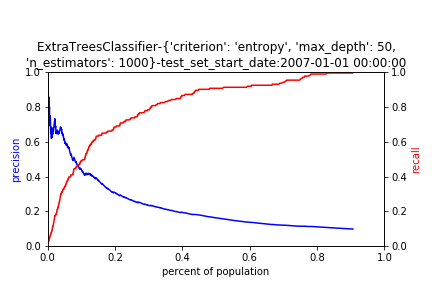 ExtraTreesClassifier-{'criterion': 'entropy', 'max_depth': 50,
'n_estimators': 1000}-test_set_start_date:2007-01-01 00:00:00
1.0
0.8
0.6
0.4
0.2
0.0
precision
1.0
0.8
0.6
0.4
0.2
0.0
recall
0.0 0.2 0.4 0.6 0.8 1.0
percent of population